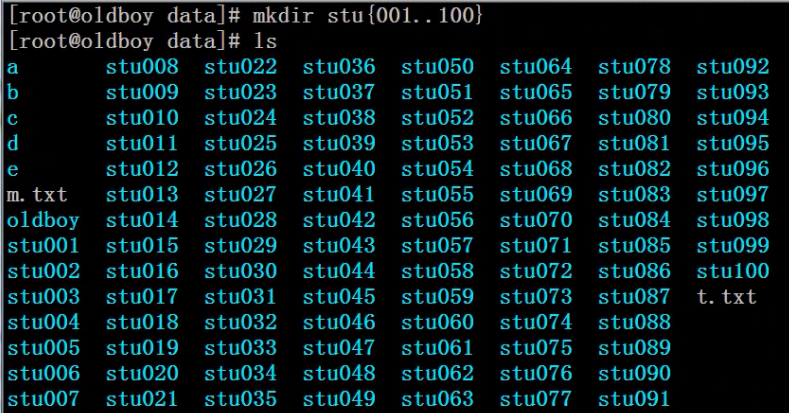 [root@oldboy data]# mkdir stu{001..100}
[root@oldboy data]# ls
a stu008 stu022 stu036 stu050 stu064 stu078 stu092
b stu009 stu023 stu037 stu051 stu065 stu079 stu093
c stu010 stu024 stu038 stu052 stu066 stu080 stu094
d stu011 stu025 stu039 stu053 stu067 stu081 stu095
e stu012 stu026 stu040 stu054 stu068 stu082 stu096
m.txt stu013 stu027 stu041 stu055 stu069 stu083 stu097
oldboy stu014 stu028 stu042 stu056 stu070 stu084 stu098
stu001 stu015 stu029 stu043 stu057 stu071 stu085 stu099
stu002 stu016 stu030 stu044 stu058 stu072 stu086 stu100
stu003 stu017 stu031 stu045 stu059 stu073 stu087 t.txt
stu004 stu018 stu032 stu046 stu060 stu074 stu088
stu005 stu019 stu033 stu047 stu061 stu075 stu089
stu006 stu020 stu034 stu048 stu062 stu076 stu090
stu007 stu021 stu035 stu049 stu063 stu077 stu091